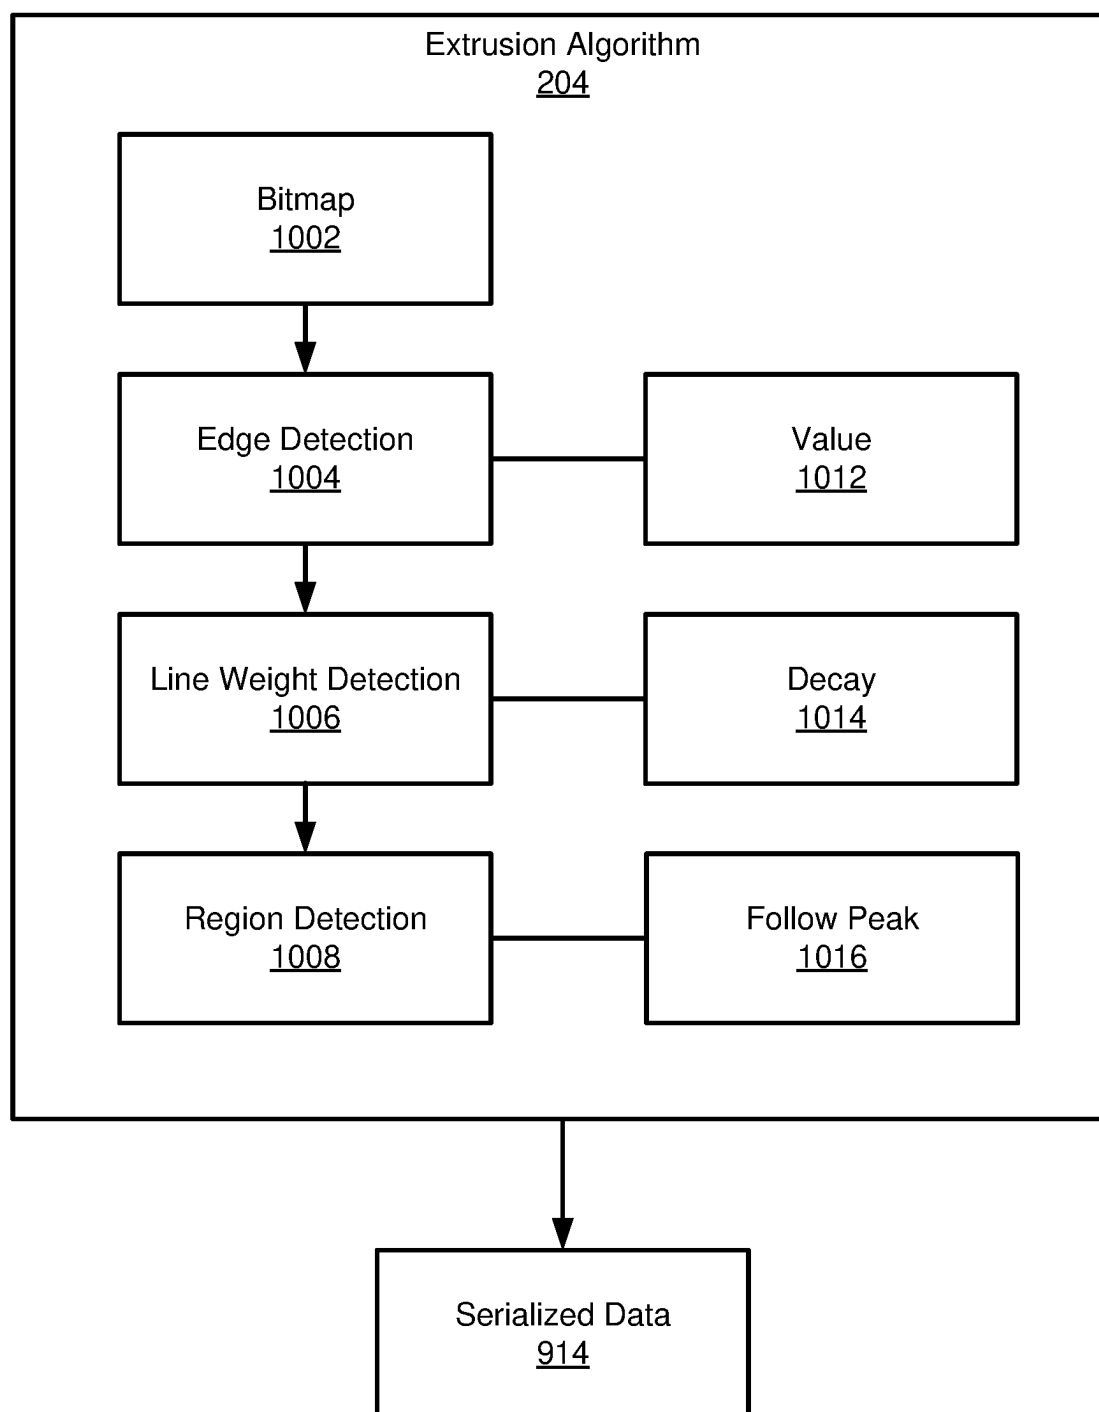 Extrusion Algorithm
204
Bitmap
1002
Edge Detection
1004
Value
1012
Line Weight Detection
1006
Decay
1014
Region Detection
1008
Follow Peak
1016
Serialized Data
914